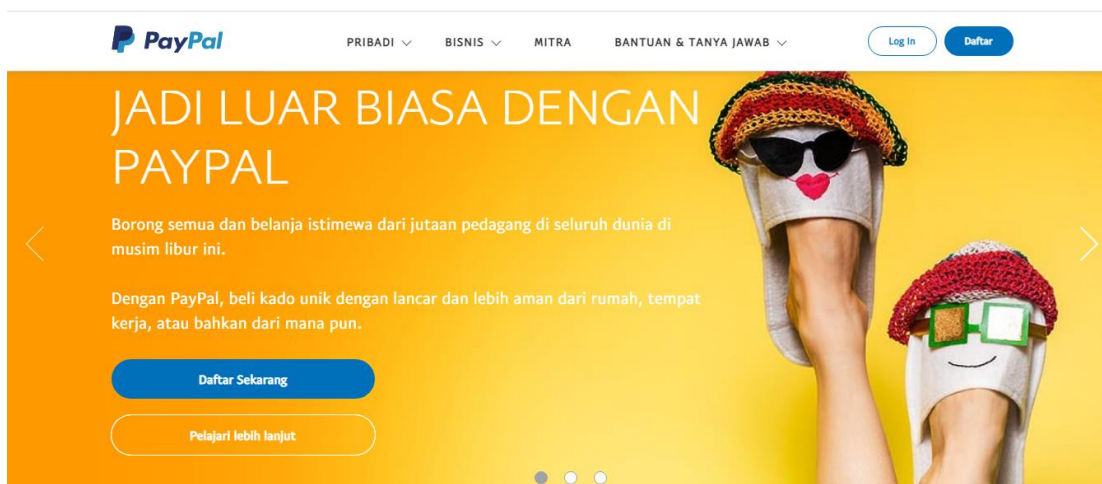 PayPal
PRIBADI
BISNIS
MITRA
BANTUAN & TANYA JAWAB
Log In
Daftar
JADI LUAR BIASA DENGAN
PAYPAL
Borong semua dan belanja istimewa dari jutaan pedagang di seluruh dunia di
musim libur ini.
Dengan PayPal, beli kado unik dengan lancar dan lebih aman dari rumah, tempat
kerja, atau bahkan dari mana pun.
Daftar Sekarang
Pelajari lebih lanjut